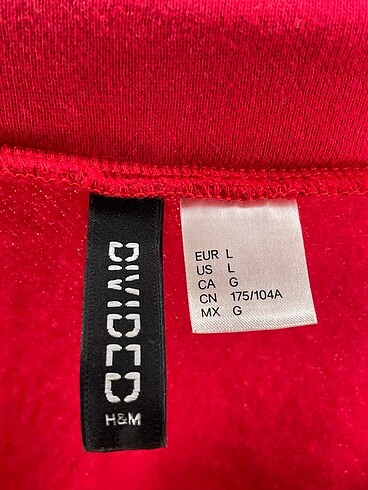 DIVIDED
H&M
EUR L
US L
CA G
CN 175/104A
MX G